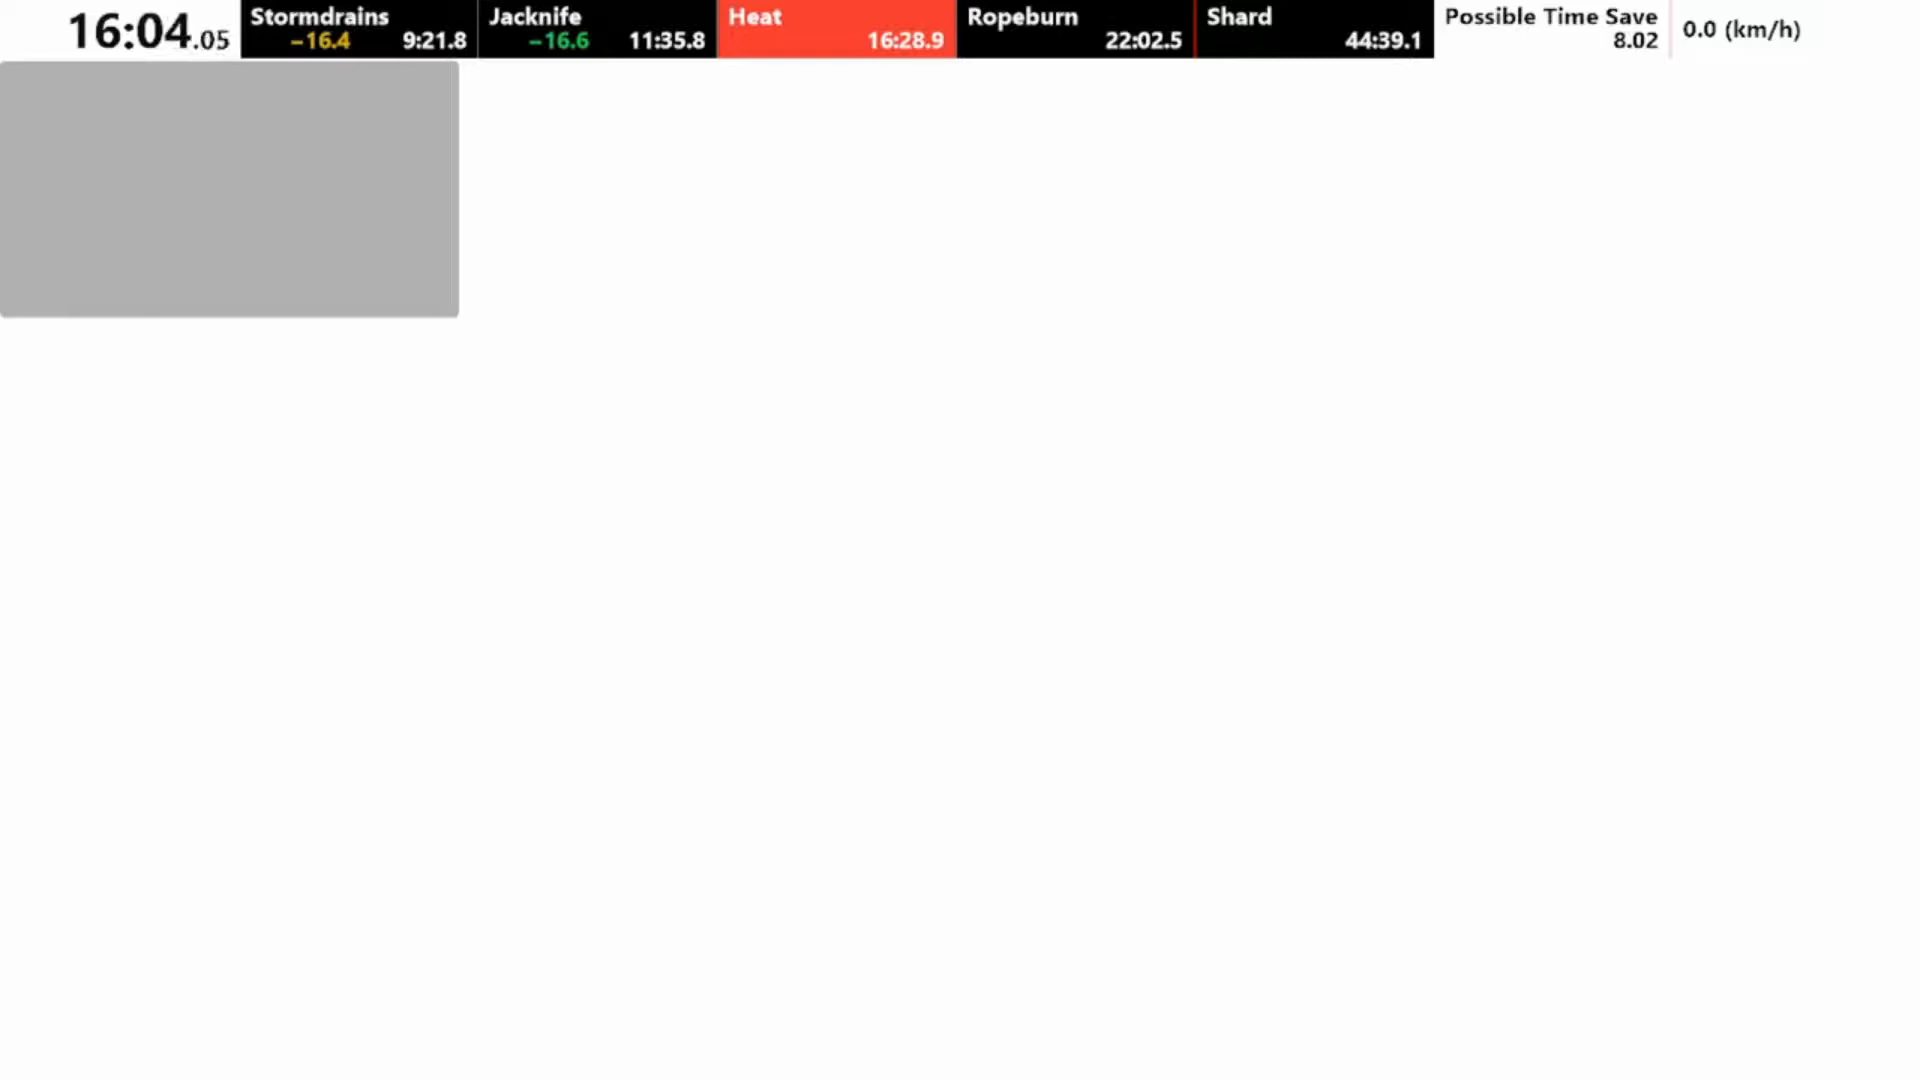 16:04.05
Stormdrains
−16.4 9:21.8
Jacknife
−16.6 11:35.8
Heat
16:28.9
Ropeburn
22:02.5
Shard
44:39.1
Possible Time Save
8.02
0.0 (km/h)